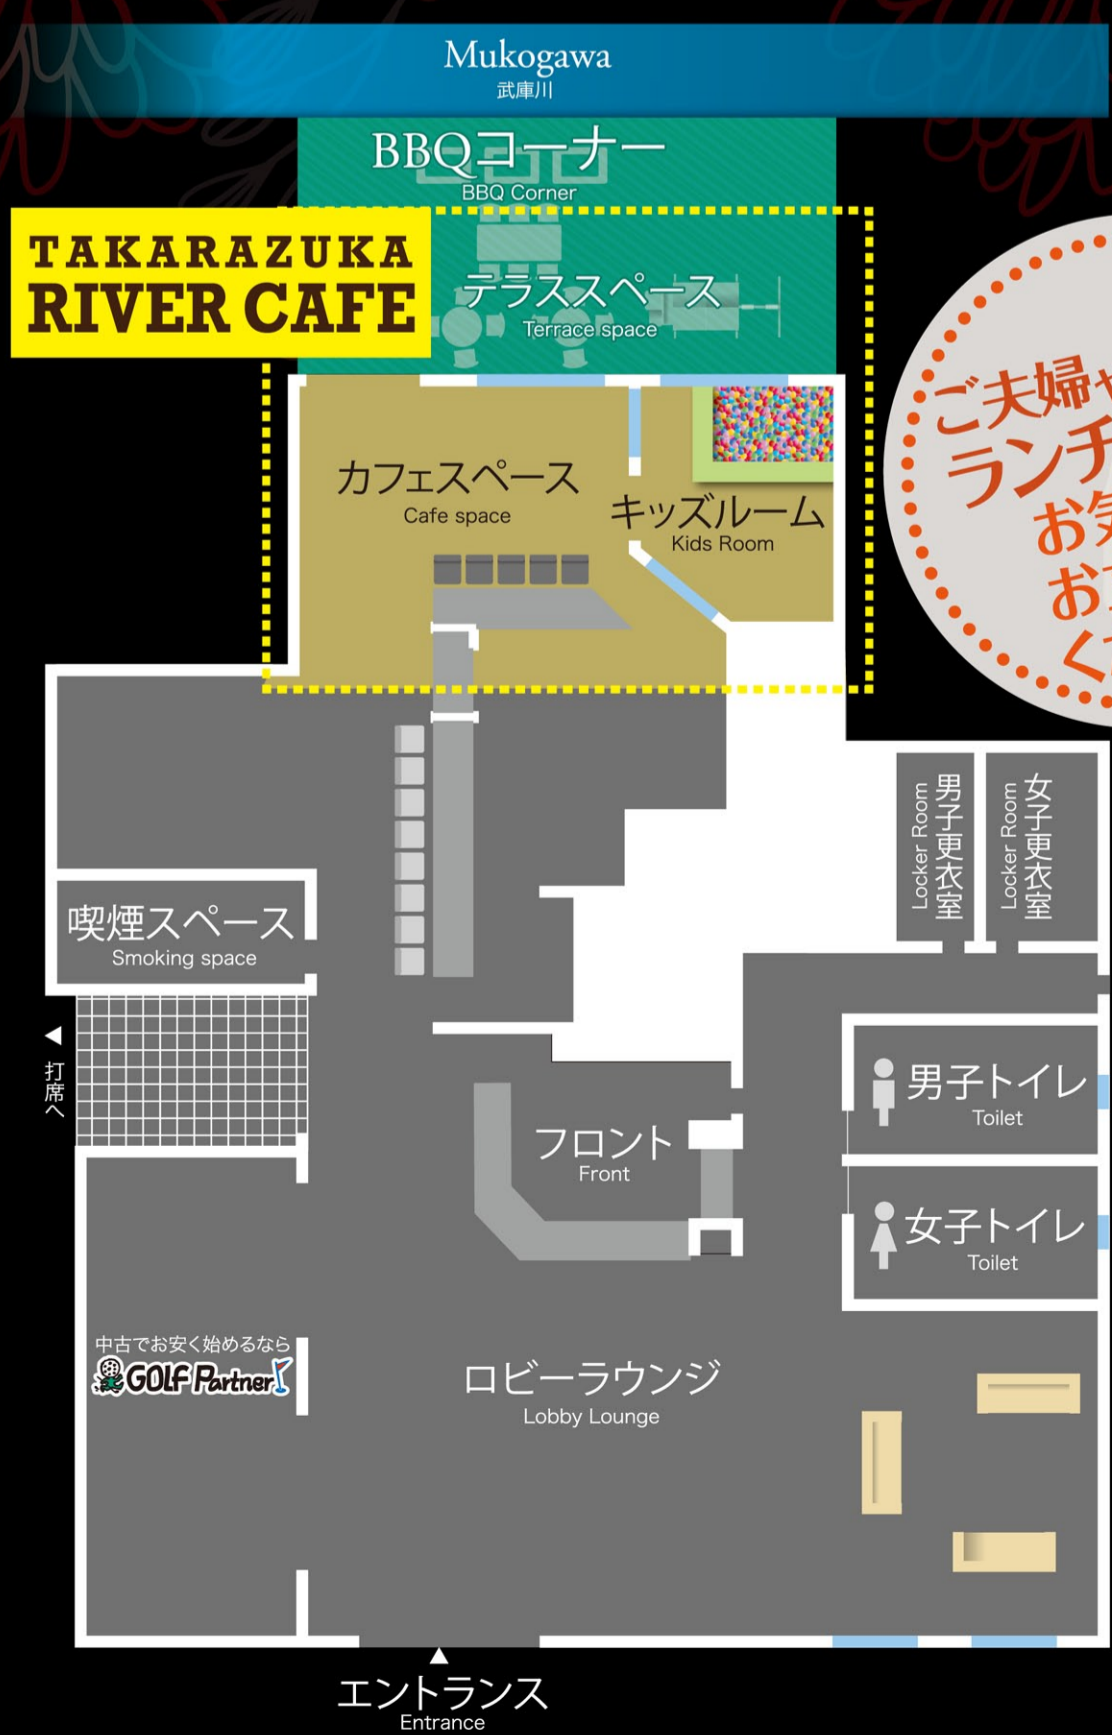 Mukogawa
武庫川
BBQコーナー
BBQ Corner
TAKARAZUKA
RIVER CAFE
テラススペース
Terrace space
ご夫婦や
ランチ
お気
お
く
カフェスペース
Cafe space
キッズルーム
Kids Room
男子更衣室
Locker Room
女子更衣室
Locker Room
喫煙スペース
Smoking space
打席へ
男子トイレ
Toilet
フロント
Front
女子トイレ
Toilet
中古でお安く始めるなら
GOLF Partner
ロビーラウンジ
Lobby Lounge
エントランス
Entrance